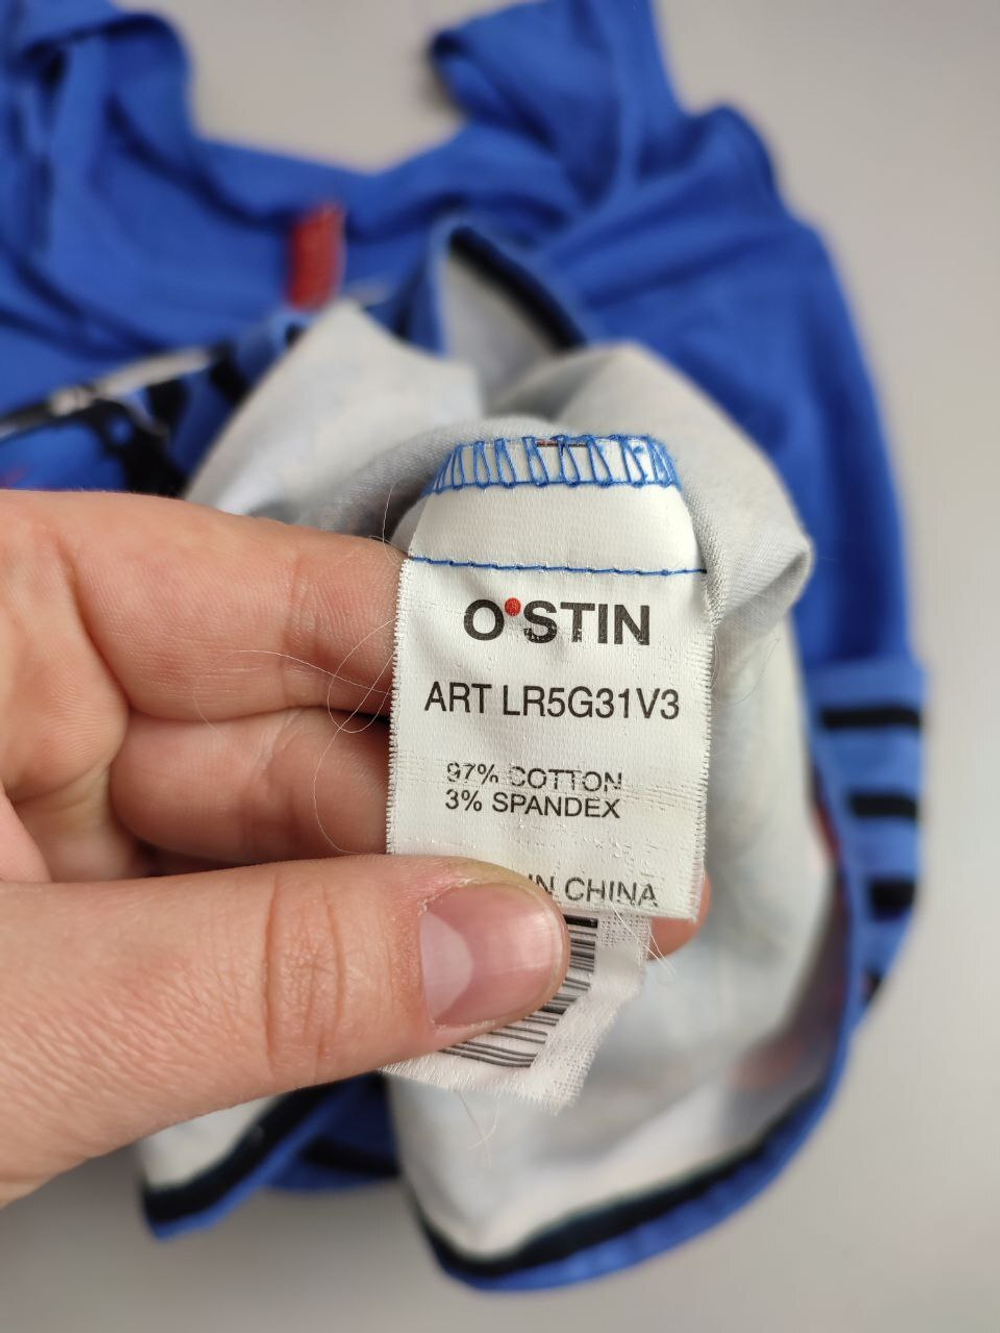 O'STIN
ART LR5G31V3
97% COTTON
3% SPANDEX
IN CHINA